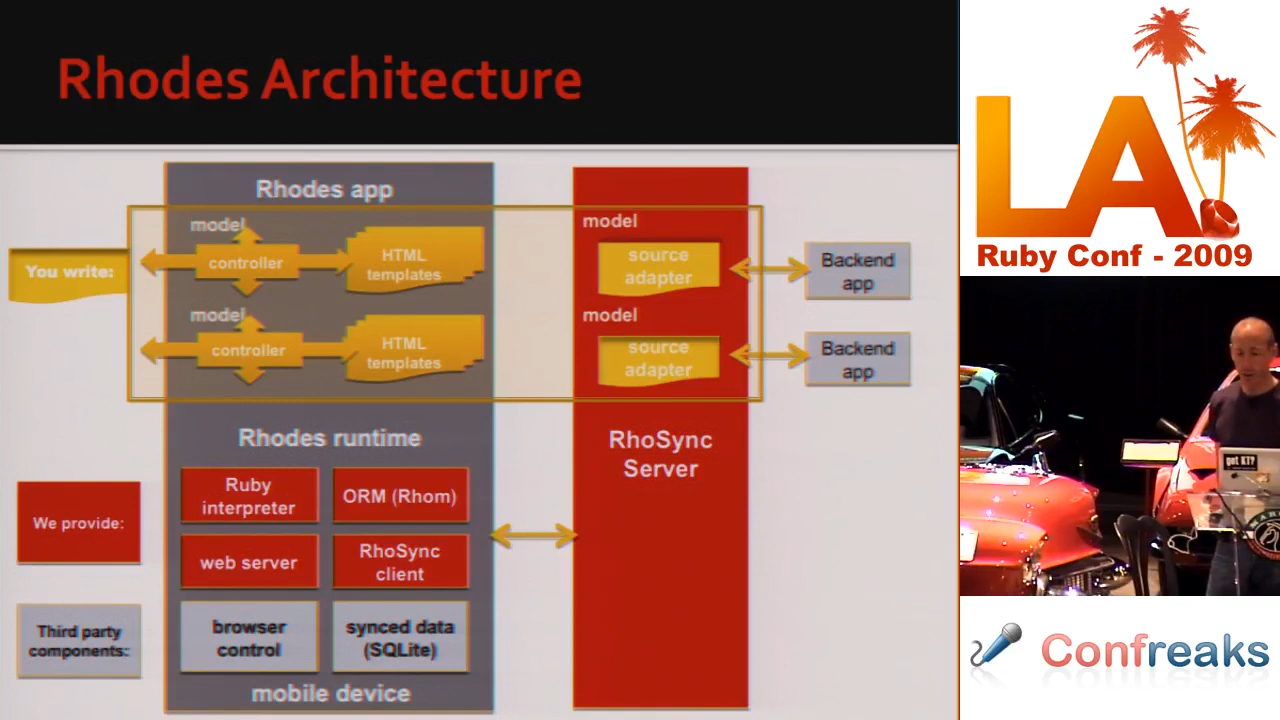 Rhodes Architecture
Rhodes app
You write:
model
controller
HTML
templates
model
controller
HTML
templates
model
source
adapter
model
source
adapter
Backend
app
Backend
app
Rhodes runtime
We provide:
Ruby
interpreter
ORM (Rhom)
web server
RhoSync
client
Third party
components:
browser
control
synced data
(SQLite)
mobile device
RhoSync
Server
LA
Ruby Conf - 2009
got KT?
Confreaks